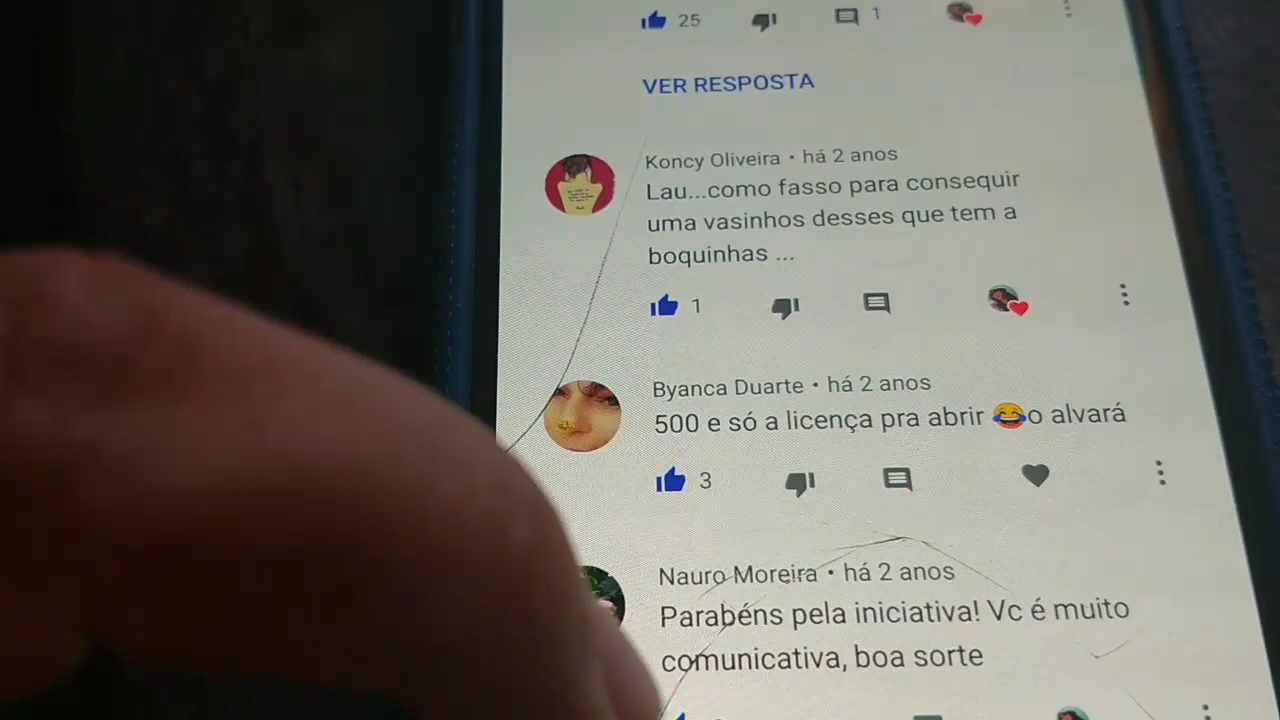 25
1
VER RESPOSTA
Koncy Oliveira • há 2 anos
Lau...como fasso para consequir
uma vasinhos desses que tem a
boquinhas ...
1
Byanca Duarte • há 2 anos
500 e só a licença pra abrir 😂o alvará
3
Nauro Moreira • há 2 anos
Parabéns pela iniciativa! Vc é muito
comunicativa, boa sorte